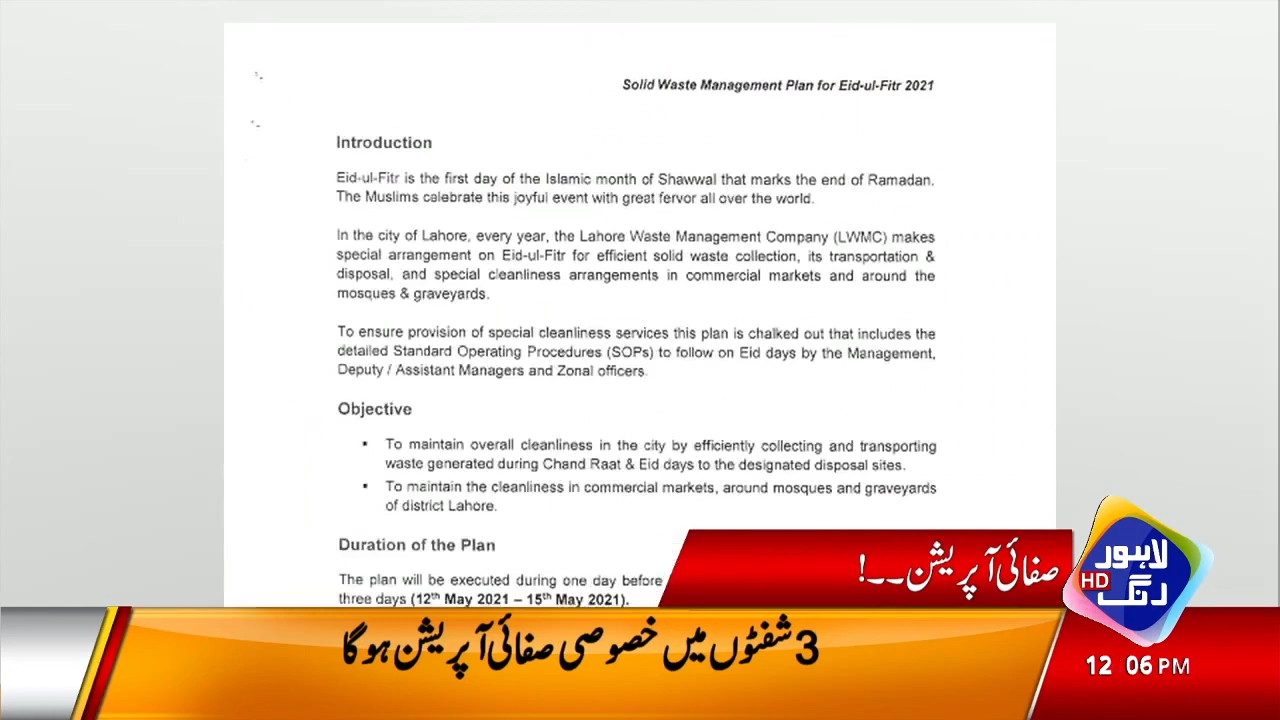 Solid Waste Management Plan for Eid-ul-Fitr 2021
Introduction
Eid-ul-Fitr is the first day of the Islamic month of Shawwal that marks the end of Ramadan.
The Muslims celebrate this joyful event with great fervor all over the world.
In the city of Lahore, every year, the Lahore Waste Management Company (LWMC) makes
special arrangement on Eid-ul-Fitr for efficient solid waste collection, its transportation &
disposal, and special cleanliness arrangements in commercial markets and around the
mosques & graveyards.
To ensure provision of special cleanliness services this plan is chalked out that includes the
detailed Standard Operating Procedures (SOPs) to follow on Eid days by the Management,
Deputy / Assistant Managers and Zonal officers.
Objective
▪ To maintain overall cleanliness in the city by efficiently collecting and transporting
waste generated during Chand Raat & Eid days to the designated disposal sites.
▪ To maintain the cleanliness in commercial markets, around mosques and graveyards
of district Lahore.
Duration of the Plan
The plan will be executed during one day before
three days (12th May 2021 – 15th May 2021).
صفائی آپریشن۔۔!
لاہور
HD رنگ
3 شفٹوں میں خصوصی صفائی آپریشن ہوگا
12 06 PM